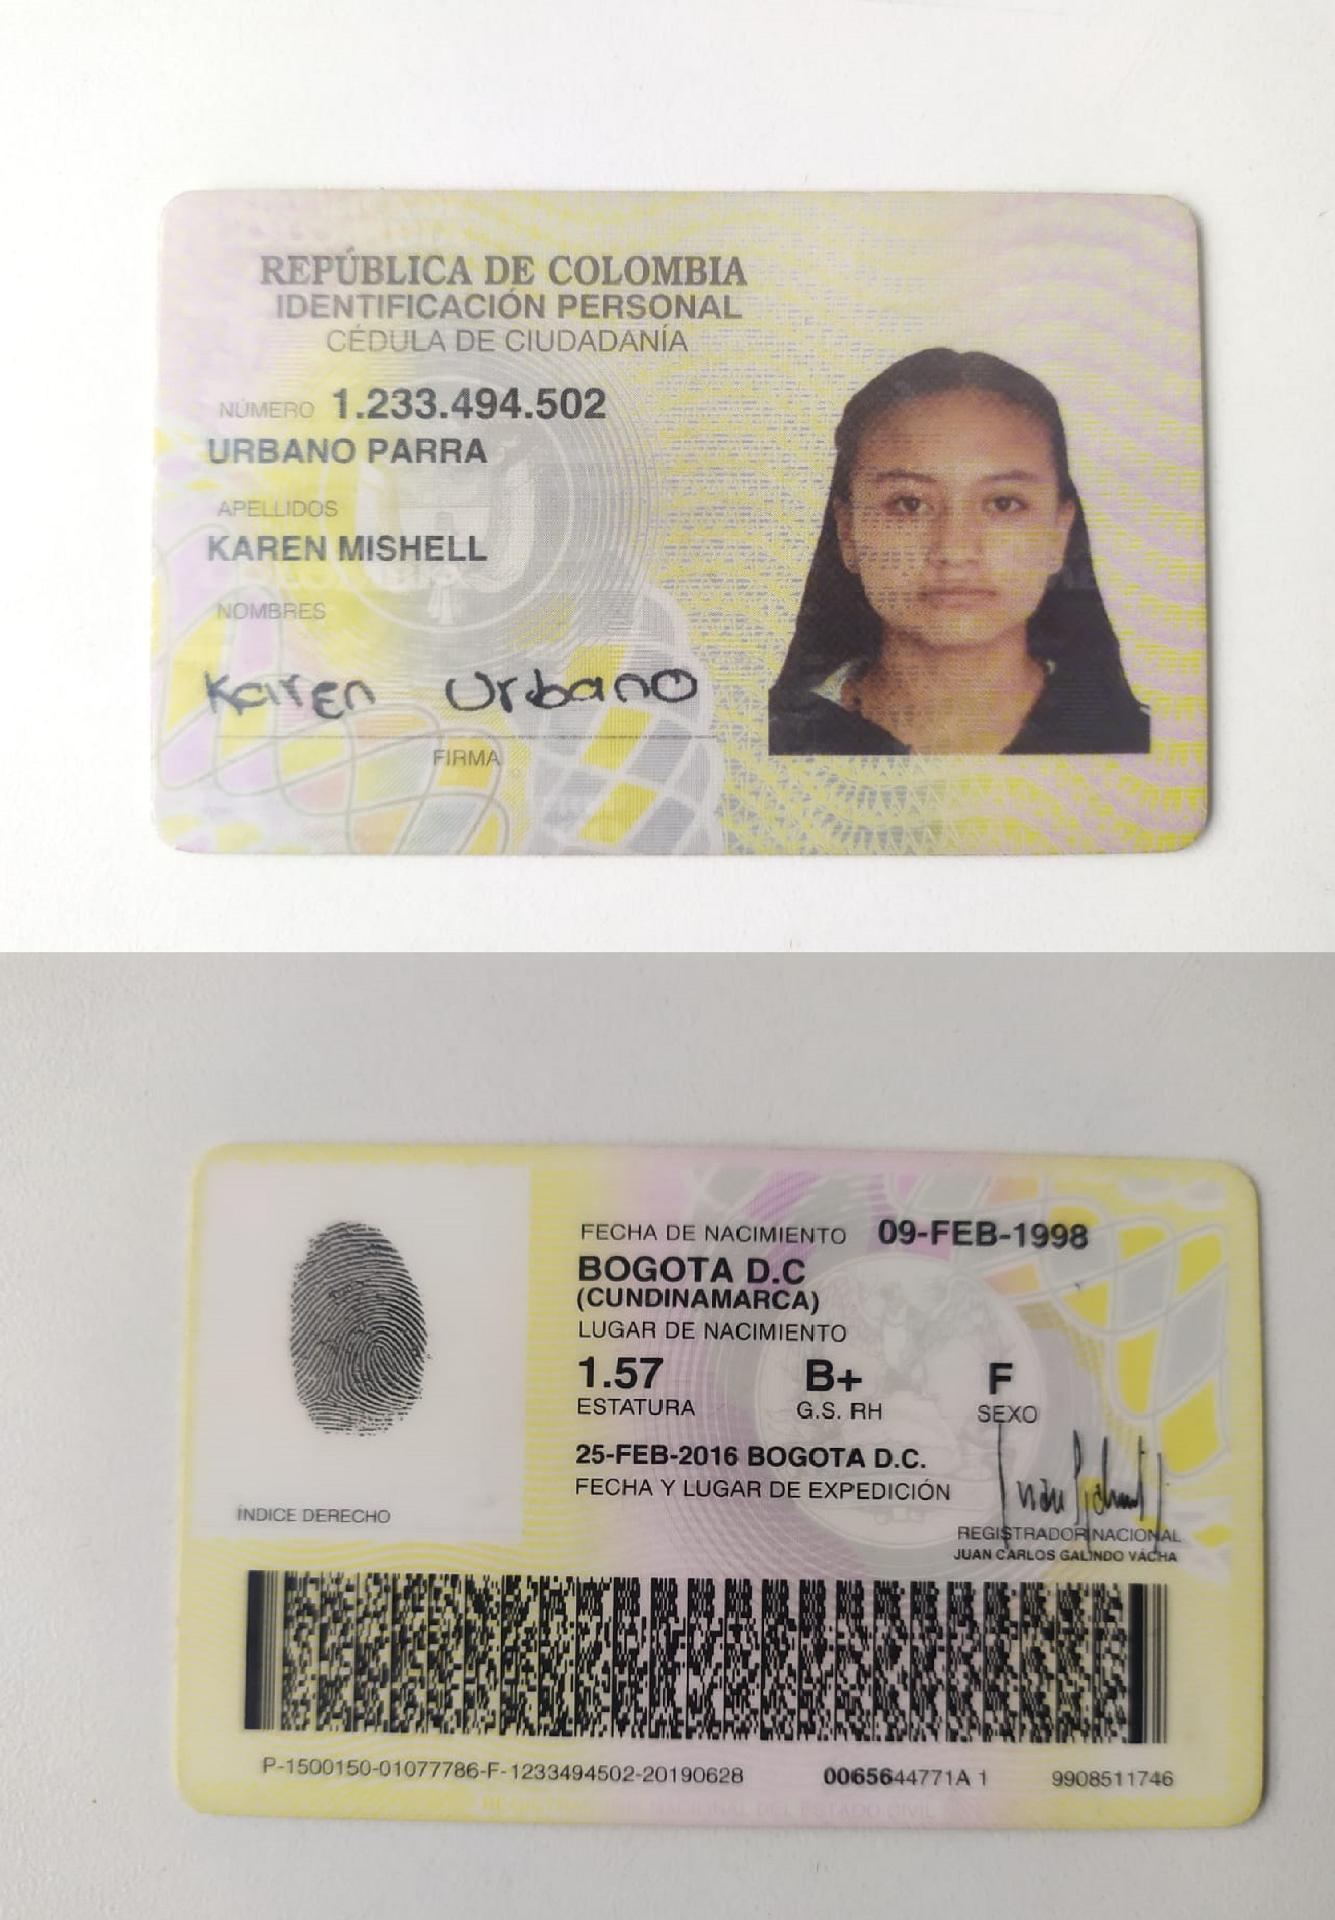 REPÚBLICA DE COLOMBIA
IDENTIFICACIÓN PERSONAL
CÉDULA DE CIUDADANÍA
NÚMERO 1.233.494.502
URBANO PARRA
APELLIDOS
KAREN MISHELL
NOMBRES
Karen Urbano
FIRMA
FECHA DE NACIMIENTO 09-FEB-1998
BOGOTA D.C
(CUNDINAMARCA)
LUGAR DE NACIMIENTO
1.57 B+ F
ESTATURA G.S. RH SEXO
25-FEB-2016 BOGOTA D.C.
FECHA Y LUGAR DE EXPEDICIÓN
ÍNDICE DERECHO
REGISTRADOR NACIONAL
JUAN CARLOS GALINDO VÁCHA
P-1500150-01077786-F-1233494502-20190628 0065644771A 1 9908511746